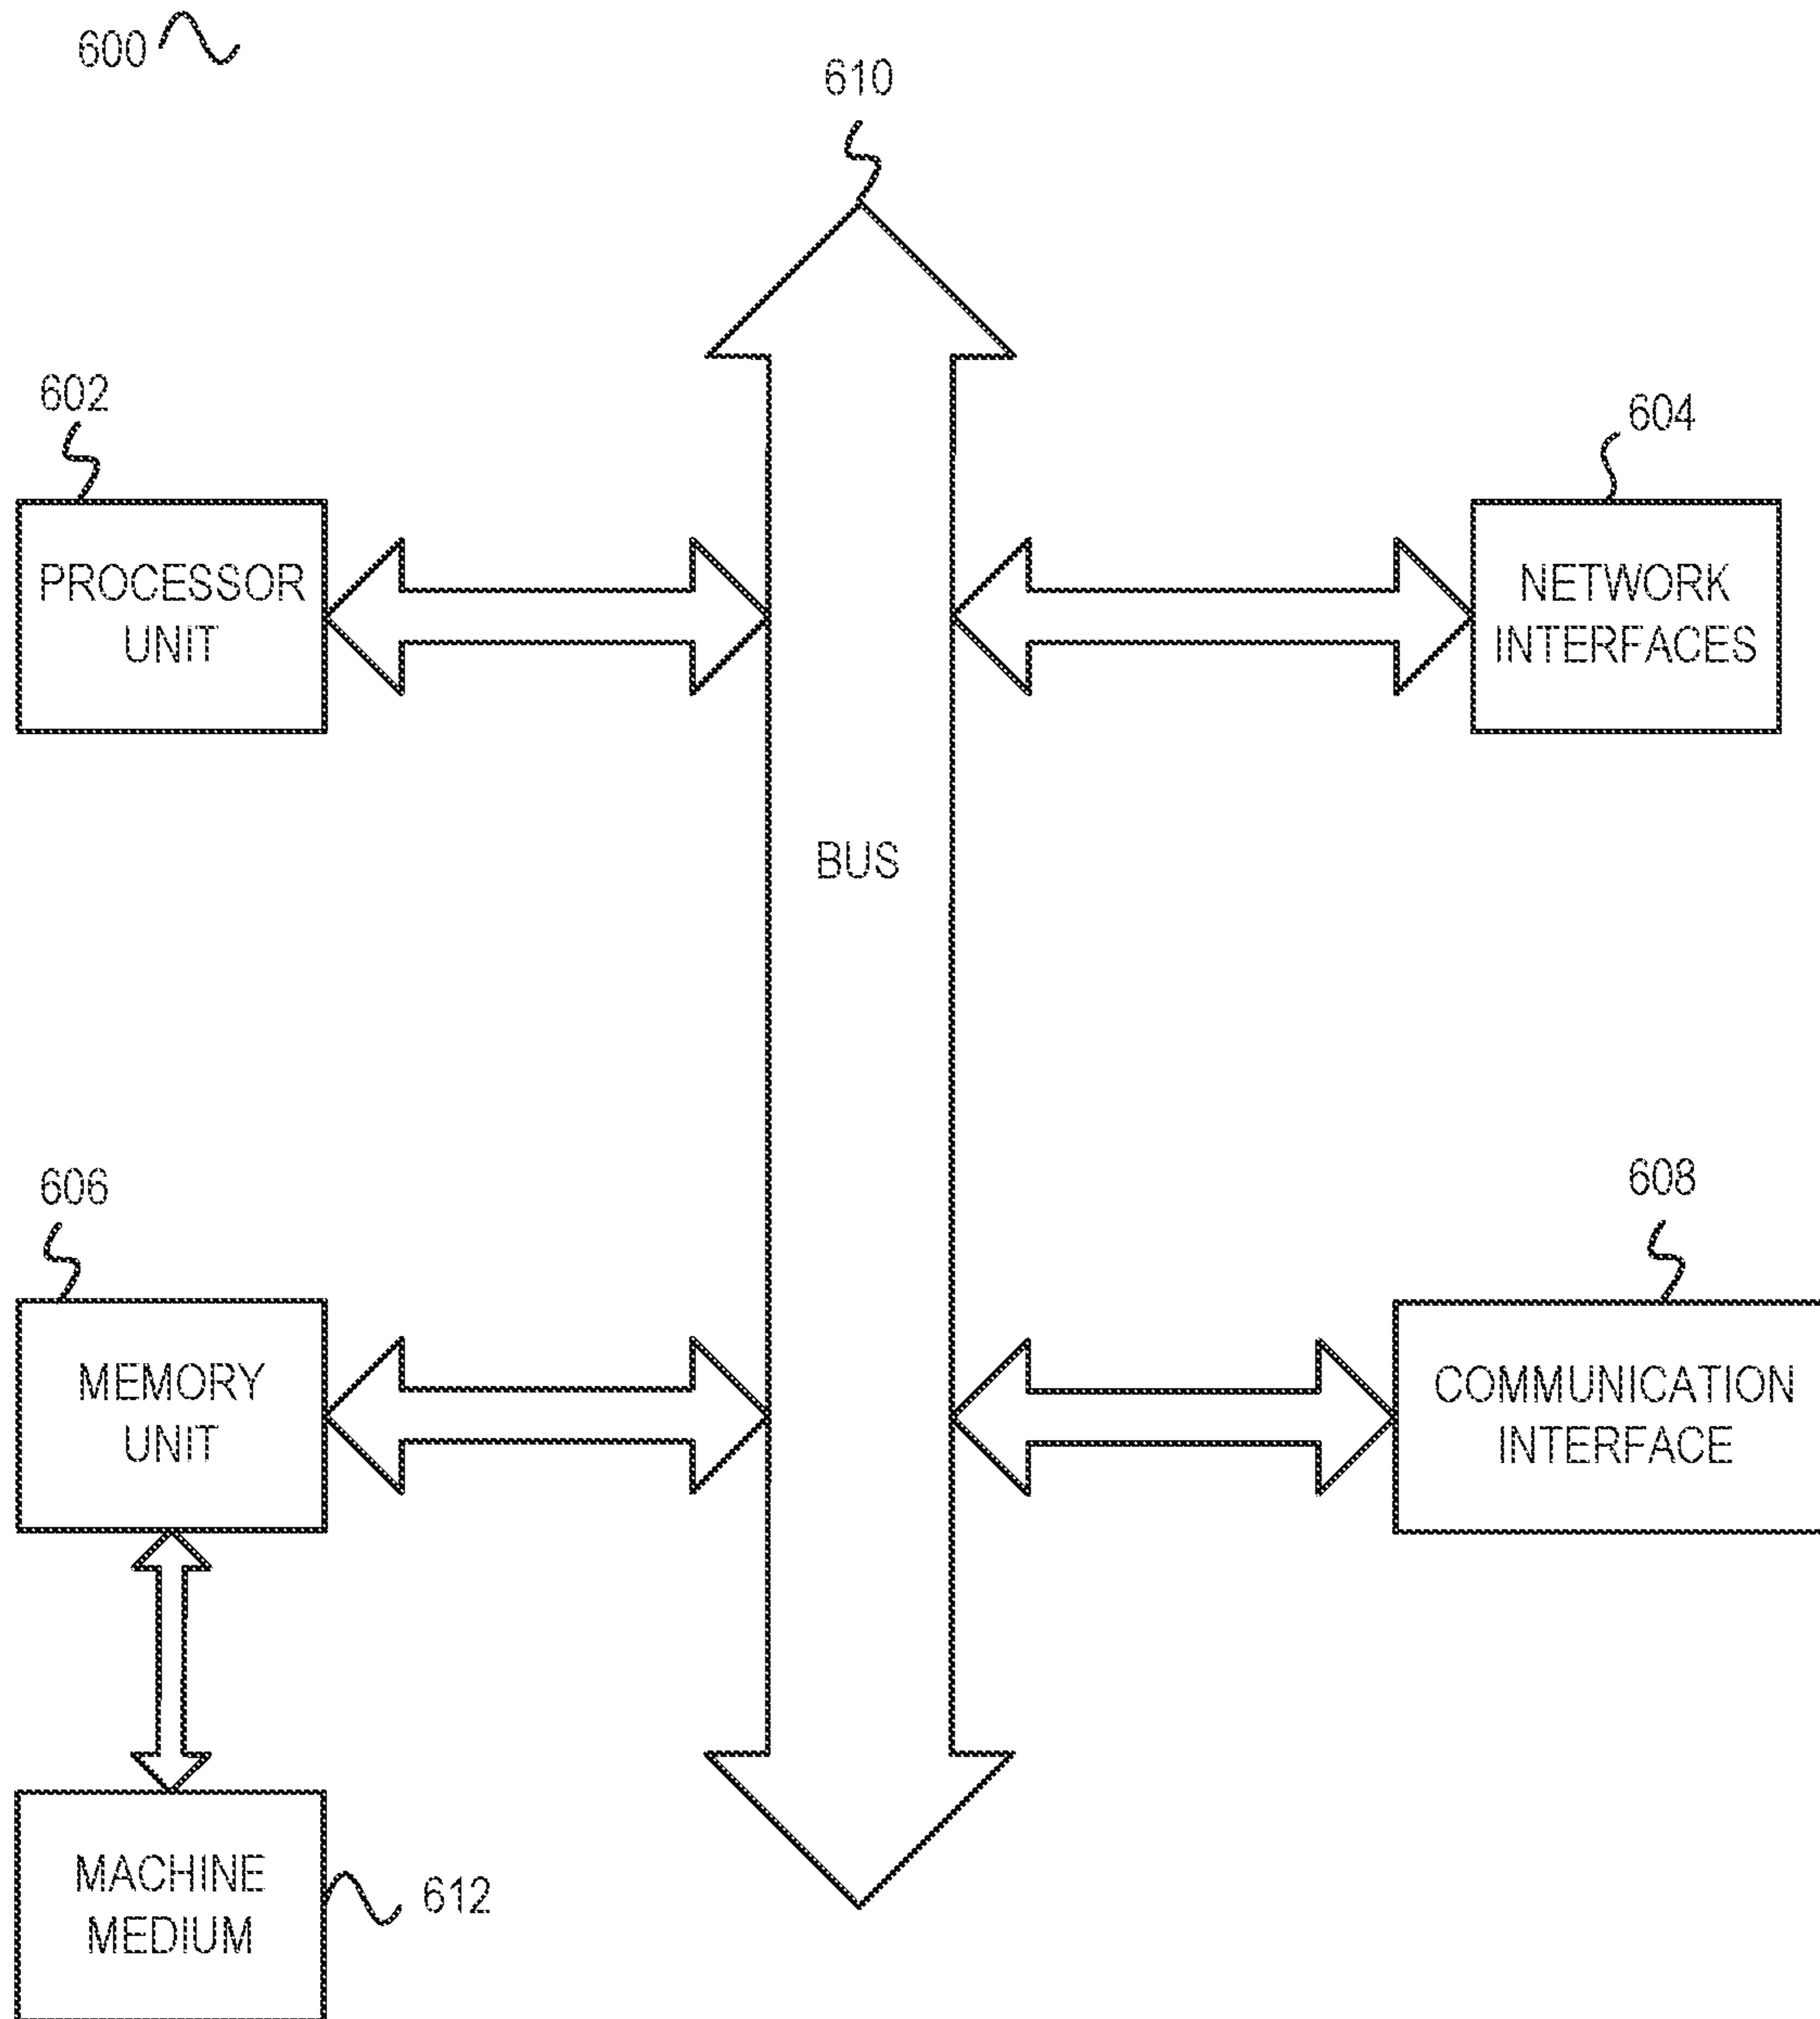 600
610
602
604
PROCESSOR
UNIT
NETWORK
INTERFACES
BUS
606
608
MEMORY
UNIT
COMMUNICATION
INTERFACE
MACHINE
MEDIUM
612